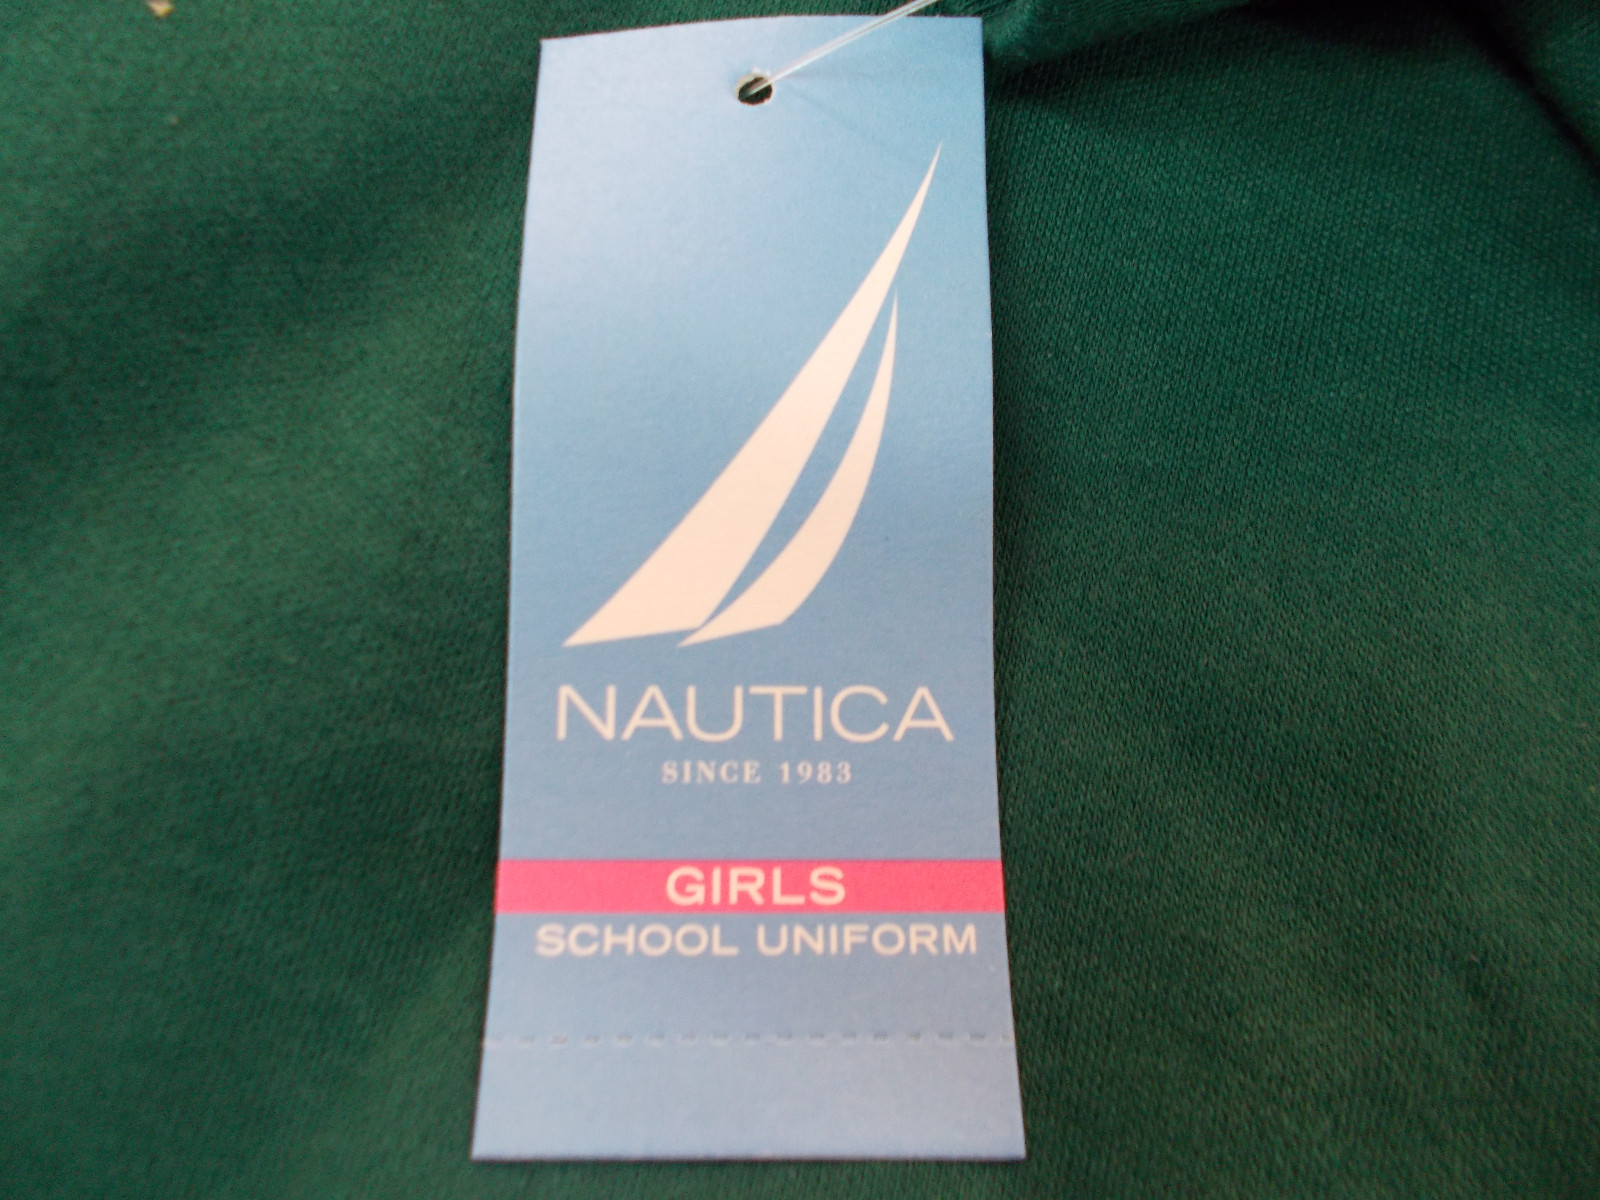 NAUTICA
SINCE 1983
GIRLS
SCHOOL UNIFORM